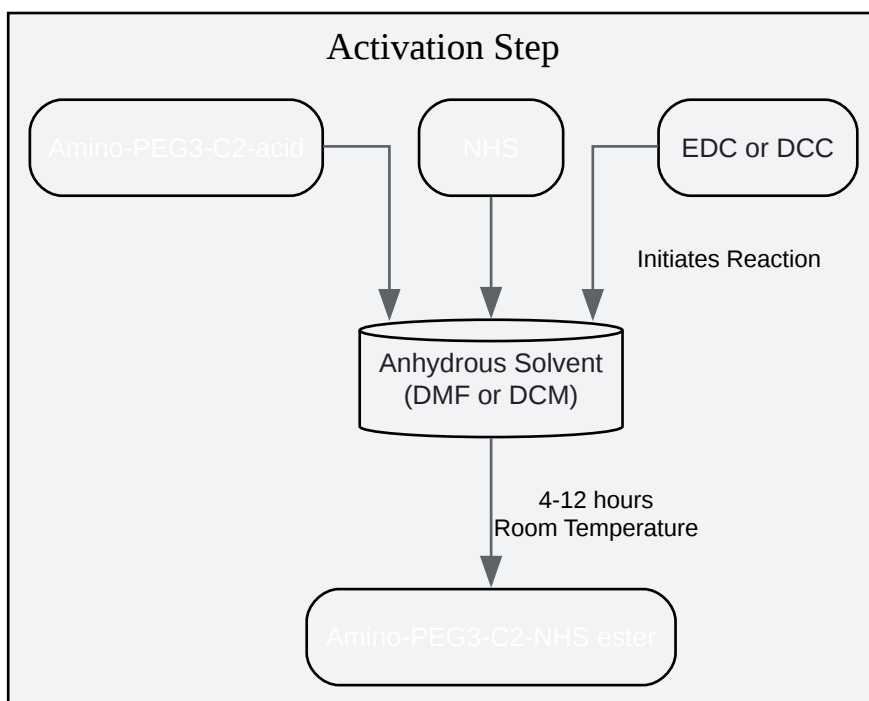 Activation Step
Amino-PEG3-C2-acid
NHS
EDC or DCC
Initiates Reaction
Anhydrous Solvent
(DMF or DCM)
4-12 hours
Room Temperature
Amino-PEG3-C2-NHS ester